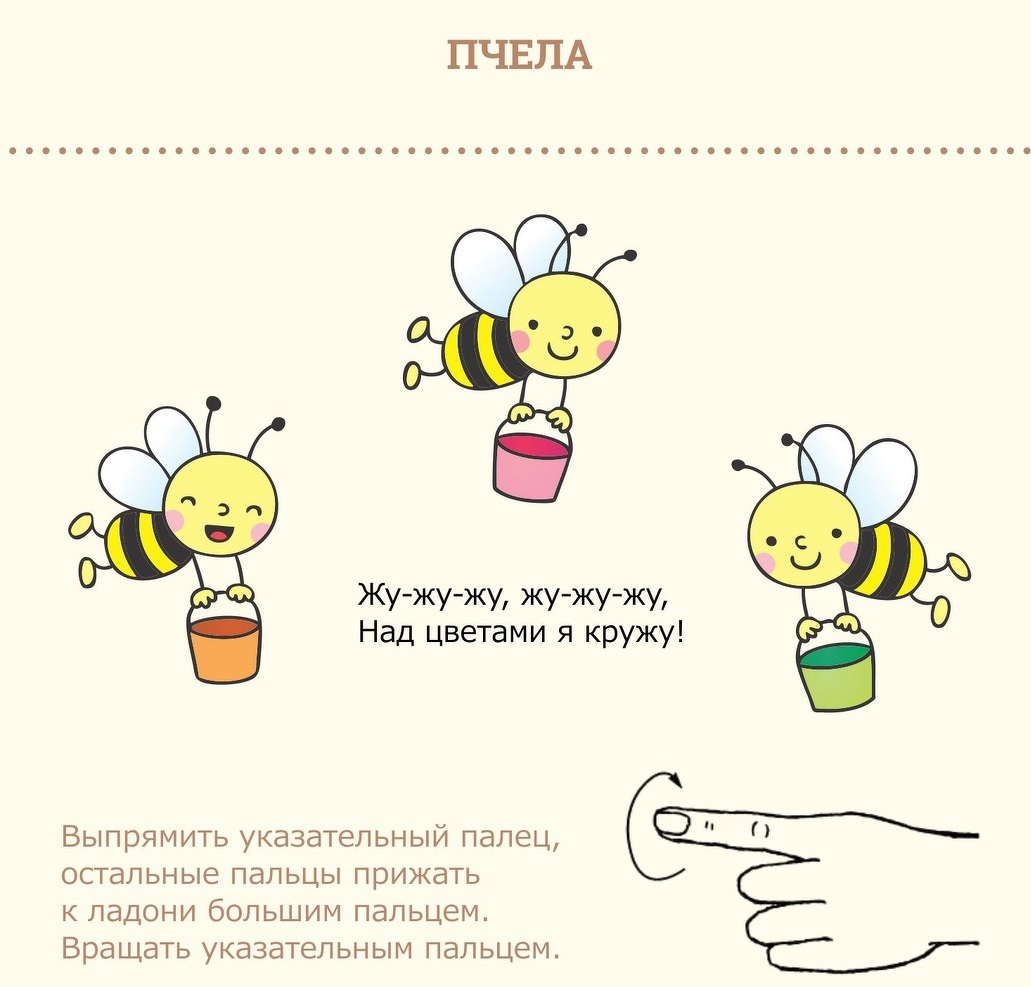 ПЧЕЛА
Жу-жу-жу, жу-жу-жу,
Над цветами я кружу!
Выпрямить указательный палец,
остальные пальцы прижать
к ладони большим пальцем.
Вращать указательным пальцем.